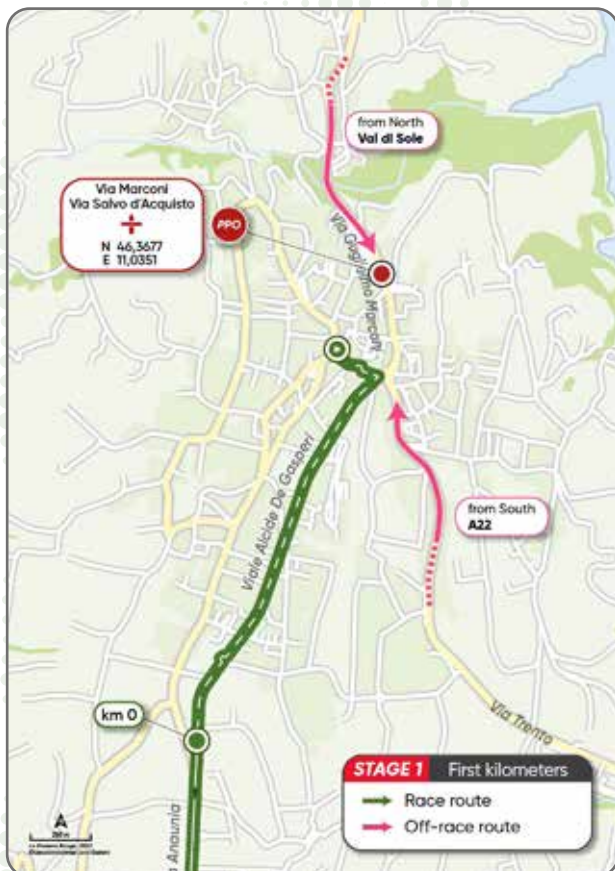 from North
Val di Sole
Via Marconi
Via Salvo d'Acquisto
N 46,3677
E 11,0351
PPO
Via Guglielmo Marconi
Viale Alcide De Gasperi
from South
A22
km 0
Via Trento
Anaunia
STAGE 1 First kilometers
Race route
Off-race route